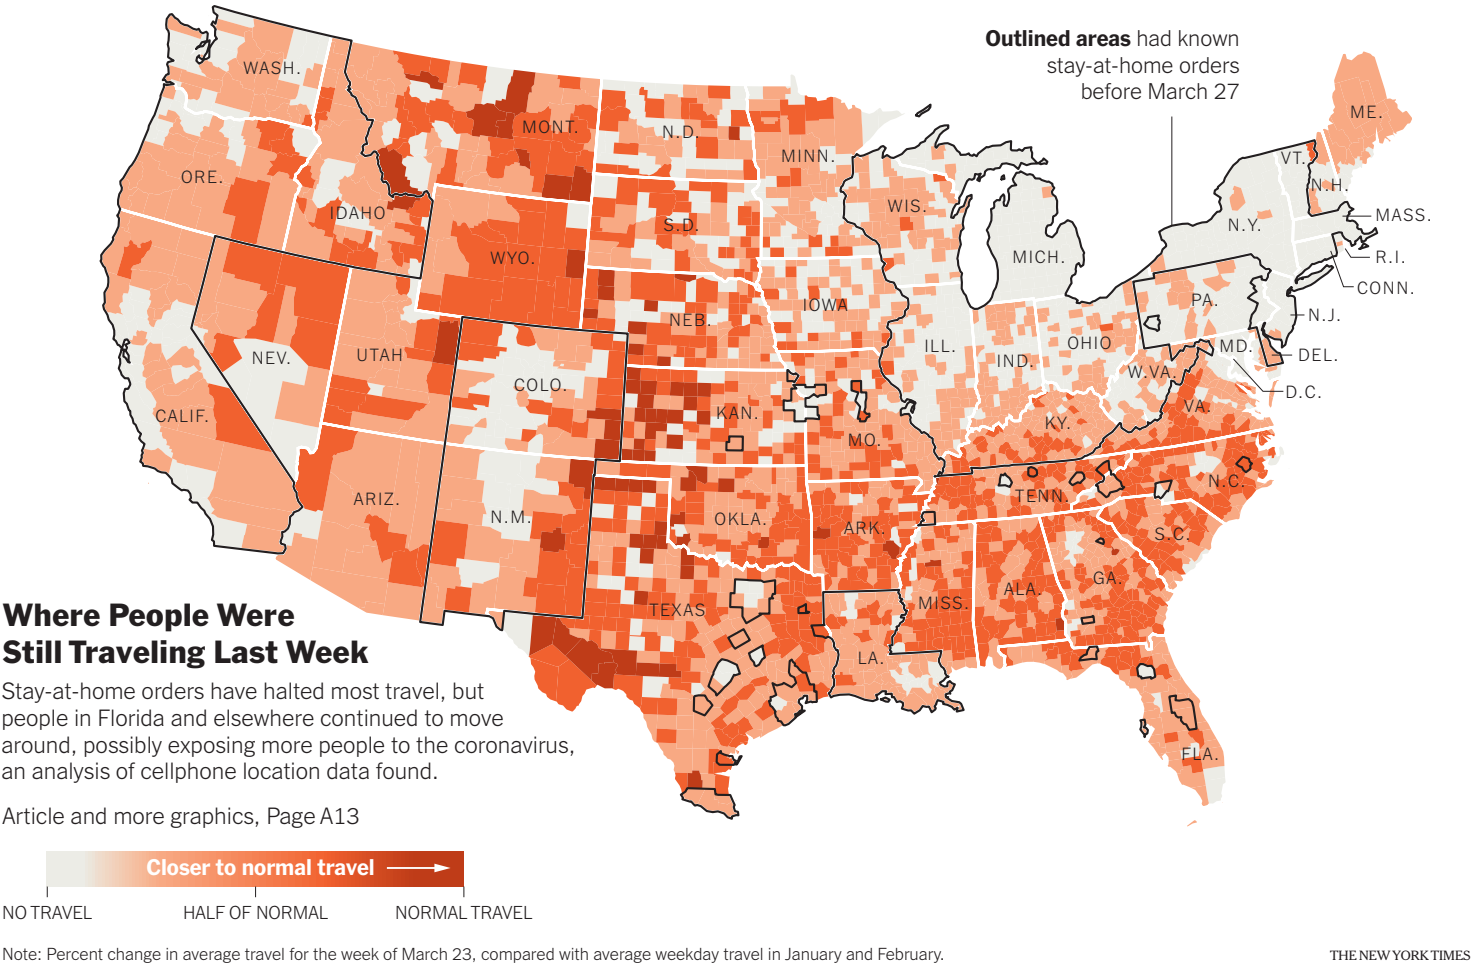 Outlined areas had known
stay-at-home orders
before March 27
WASH.
MONT.
N.D.
MINN.
ME.
VT.
N.H.
ORE.
IDAHO
S.D.
WIS.
MASS.
N.Y.
WYO.
MICH.
R.I.
CONN.
IOWA
PA.
NEB.
N.J.
NEV.
UTAH
ILL.
IND.
OHIO
MD.
DEL.
COLO.
W.VA.
D.C.
CALIF.
KAN.
MO.
KY.
VA.
ARIZ.
N.M.
OKLA.
ARK.
TENN.
N.C.
S.C.
TEXAS
MISS.
ALA.
GA.
LA.
FLA.
Where People Were
Still Traveling Last Week
Stay-at-home orders have halted most travel, but
people in Florida and elsewhere continued to move
around, possibly exposing more people to the coronavirus,
an analysis of cellphone location data found.
Article and more graphics, Page A13
Closer to normal travel
NO TRAVEL
HALF OF NORMAL
NORMAL TRAVEL
Note: Percent change in average travel for the week of March 23, compared with average weekday travel in January and February.
THE NEW YORK TIMES